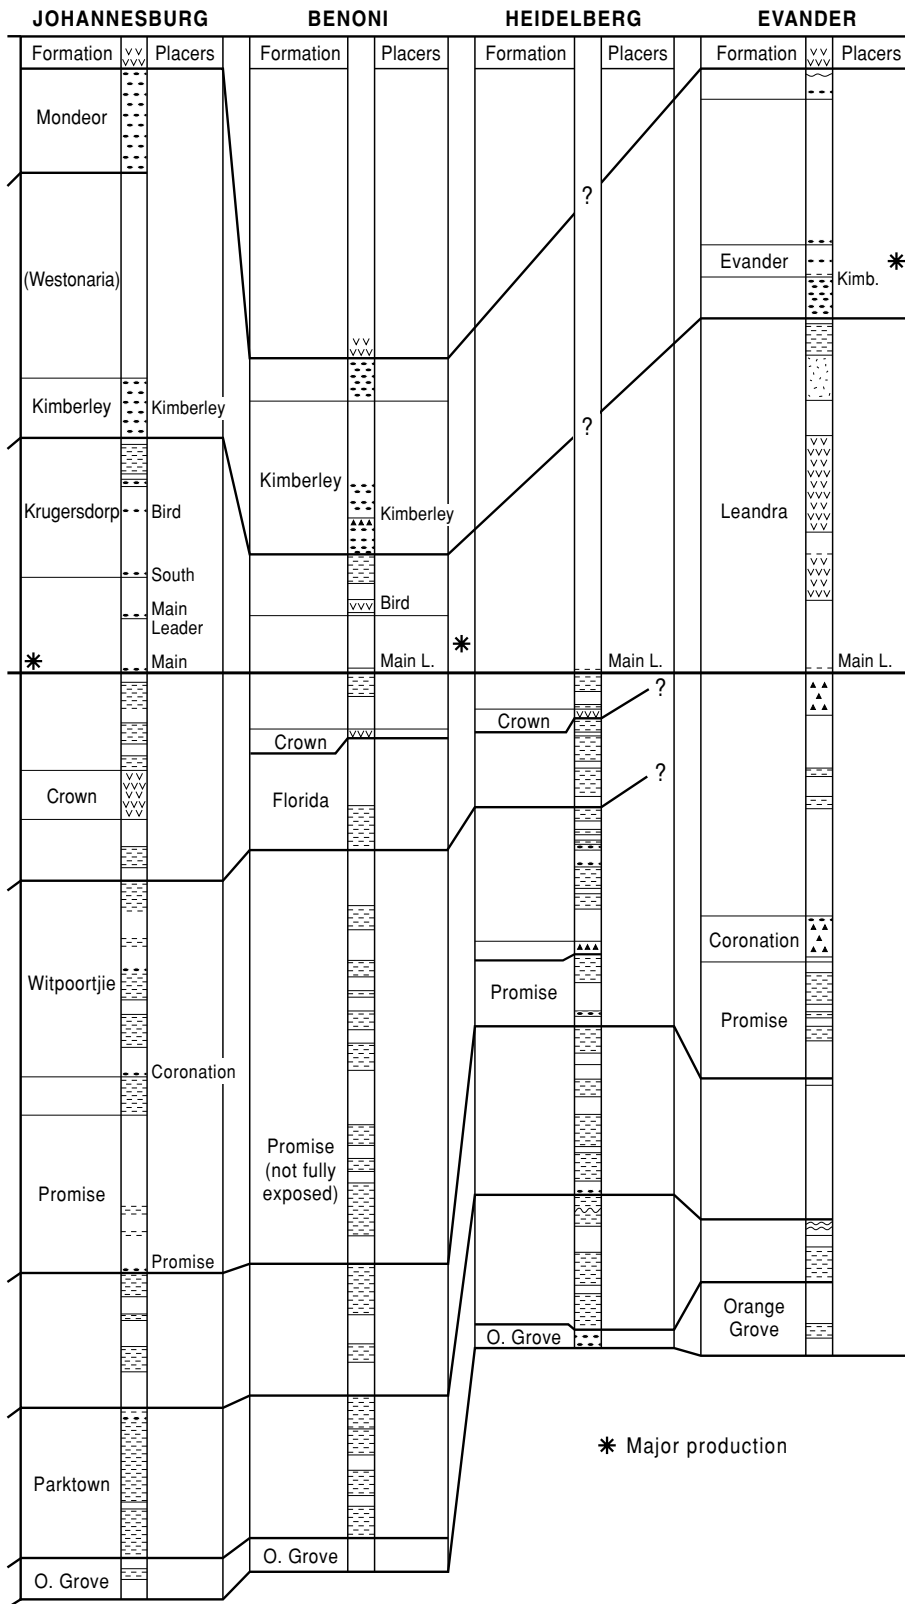 JOHANNESBURG BENONI HEIDELBERG EVANDER
Formation Placers Formation Placers Formation Placers Formation Placers
Mondeor
(Westonaria)
Kimberley Kimberley
Krugersdorp Bird
South
Main
Leader
✳ Main
Crown
Witpoortjie
Coronation
Promise
Promise
Parktown
O. Grove
Kimberley
Kimberley
Bird
Main L. ✳
Crown
Florida
Promise
(not fully
exposed)
O. Grove
?
?
Main L.
?
Crown
?
Promise
O. Grove
Evander ✳
Kimb.
Leandra
Main L.
Coronation
Promise
Orange
Grove
✳ Major production